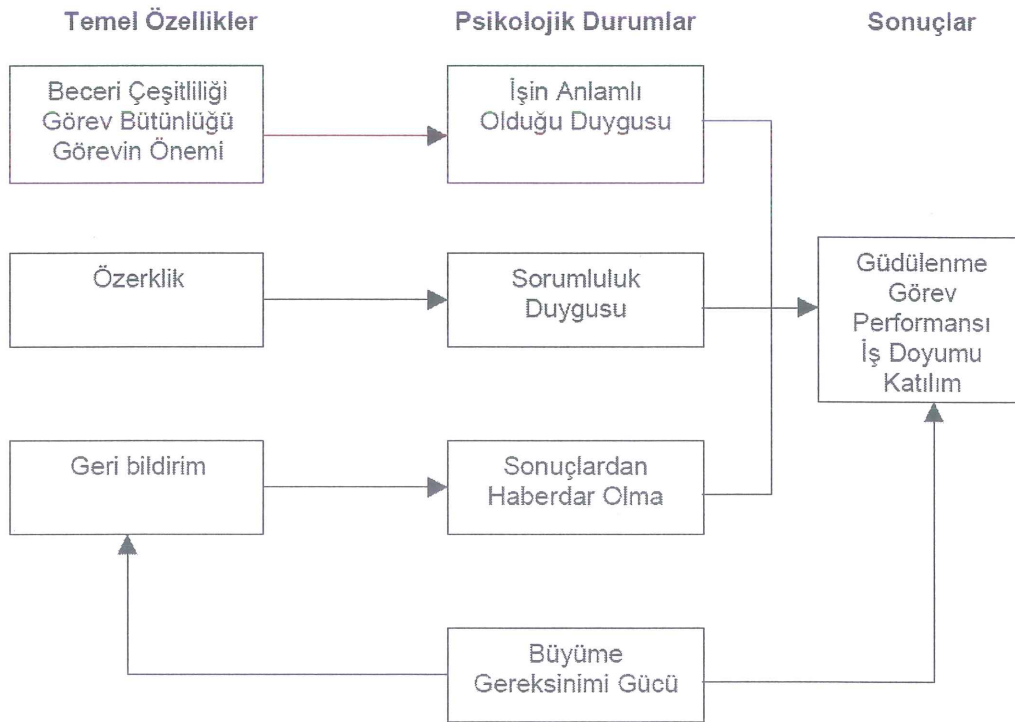 Temel Özellikler
Psikolojik Durumlar
Sonuçlar
Beceri Çeşitliliği
Görev Bütünlüğü
Görevin Önemi
İşin Anlamlı
Olduğu Duygusu
Özerklik
Sorumluluk
Duygusu
Güdülenme
Görev
Performansı
İş Doyumu
Katılım
Geri bildirim
Sonuçlardan
Haberdar Olma
Büyüme
Gereksinimi Gücü